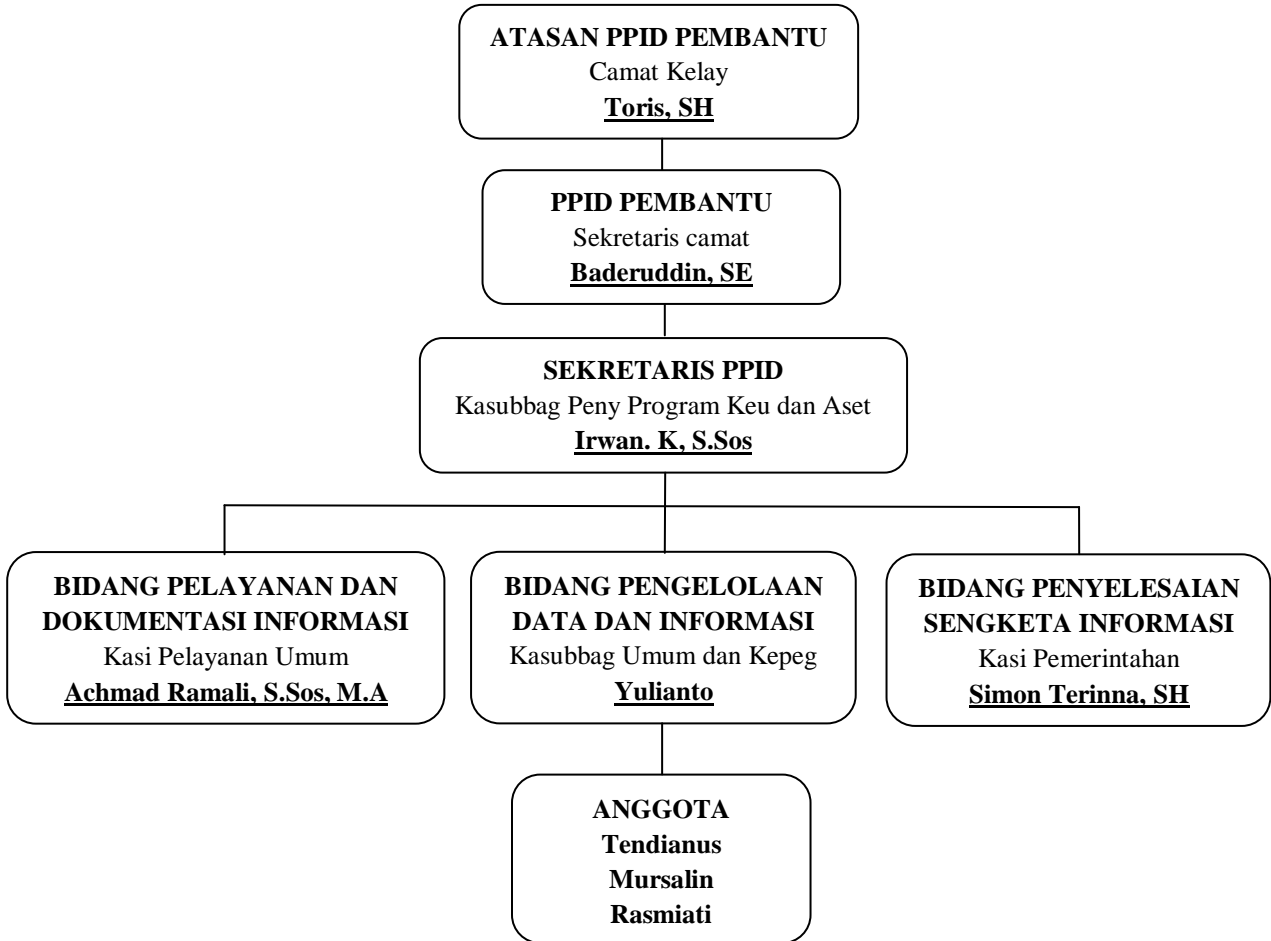 ATASAN PPID PEMBANTU
Camat Kelay
Toris, SH
PPID PEMBANTU
Sekretaris camat
Baderuddin, SE
SEKRETARIS PPID
Kasubbag Peny Program Keu dan Aset
Irwan. K, S.Sos
BIDANG PELAYANAN DAN
DOKUMENTASI INFORMASI
Kasi Pelayanan Umum
Achmad Ramali, S.Sos, M.A
BIDANG PENGELOLAAN
DATA DAN INFORMASI
Kasubbag Umum dan Kepeg
Yulianto
BIDANG PENYELESAIAN
SENGKETA INFORMASI
Kasi Pemerintahan
Simon Terinna, SH
ANGGOTA
Tendianus
Mursalin
Rasmiati